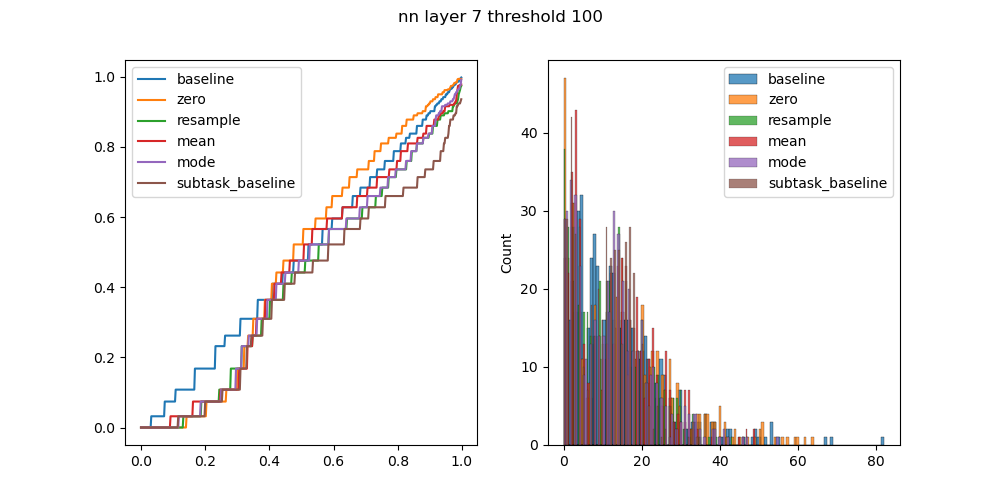 nn layer 7 threshold 100
baseline
zero
resample
mean
mode
subtask_baseline
1.0
0.8
0.6
0.4
0.2
0.0
0.0 0.2 0.4 0.6 0.8 1.0
baseline
zero
resample
mean
mode
subtask_baseline
Count
40
30
20
10
0
0 20 40 60 80